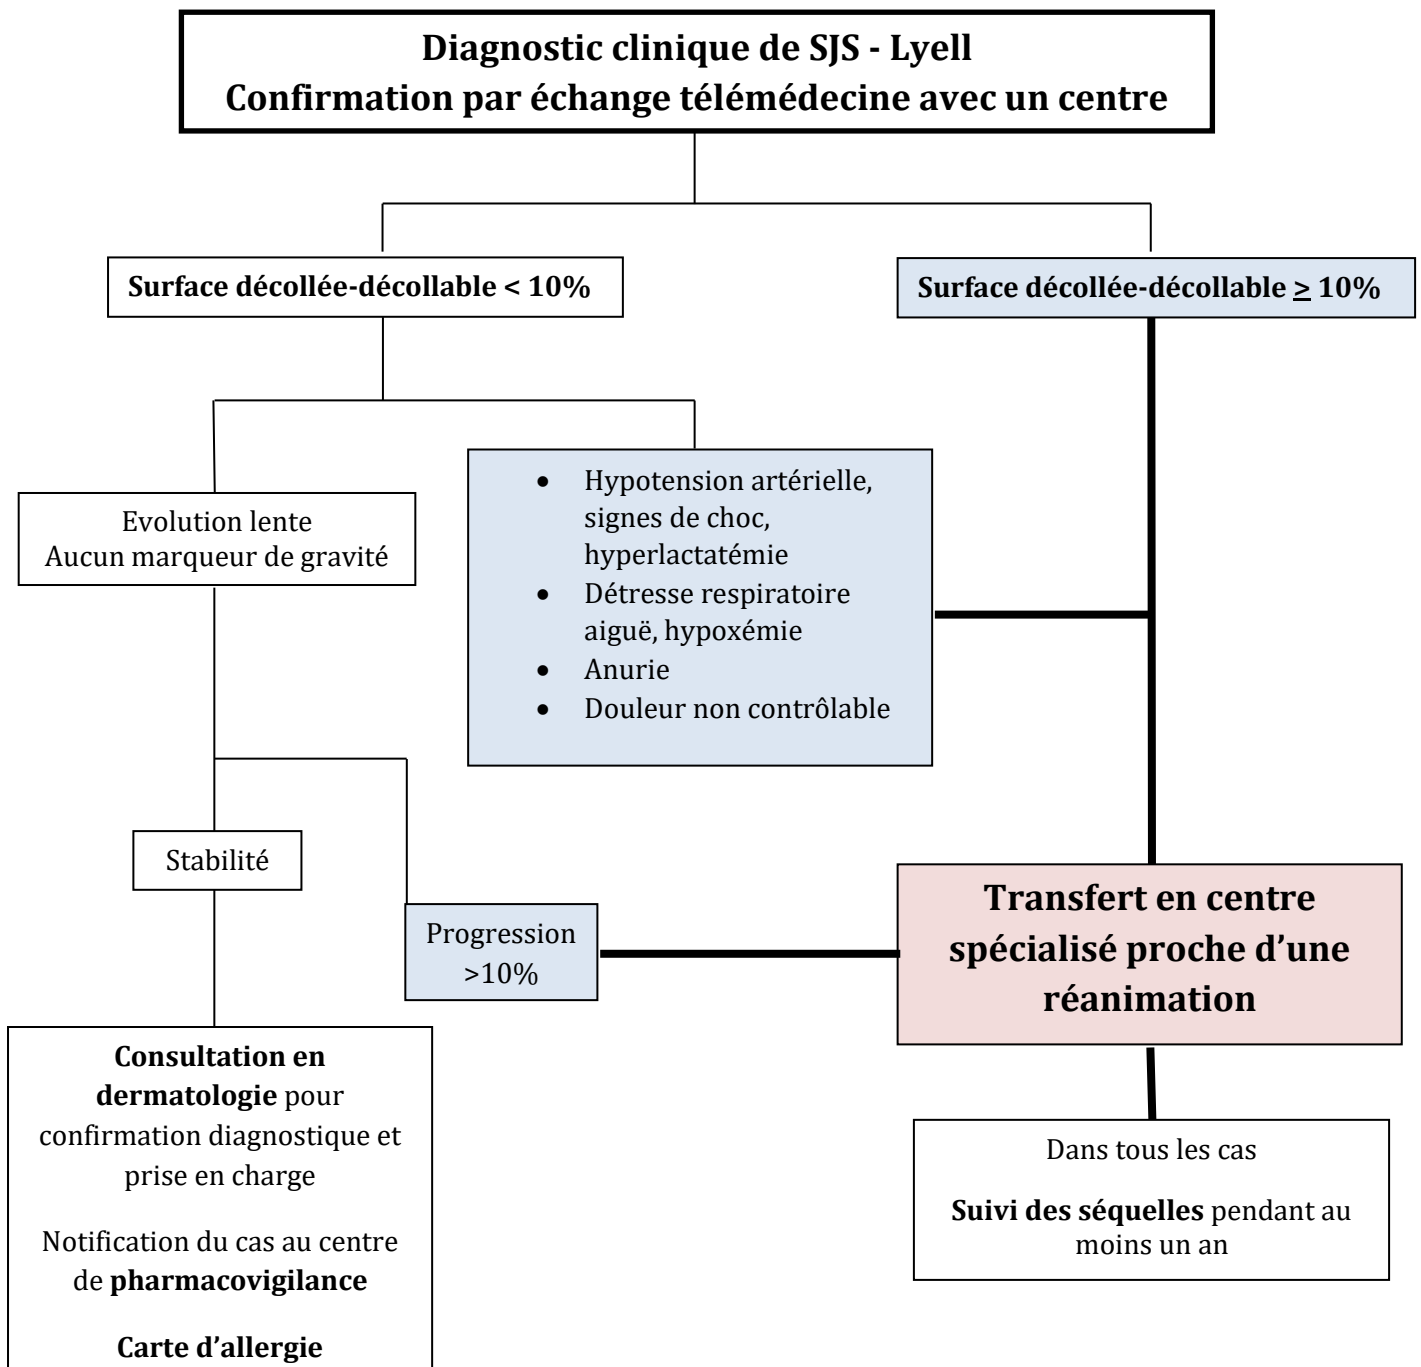 Diagnostic clinique de SJS - Lyell
Confirmation par échange télémédecine avec un centre
Surface décollée-décollable < 10%
Surface décollée-décollable ≥ 10%
Evolution lente
Aucun marqueur de gravité
• Hypotension artérielle,
signes de choc,
hyperlactatémie
• Détresse respiratoire
aiguë, hypoxémie
• Anurie
• Douleur non contrôlable
Stabilité
Progression
>10%
Transfert en centre
spécialisé proche d’une
réanimation
Consultation en
dermatologie pour
confirmation diagnostique et
prise en charge
Notification du cas au centre
de pharmacovigilance
Carte d’allergie
Dans tous les cas
Suivi des séquelles pendant au
moins un an